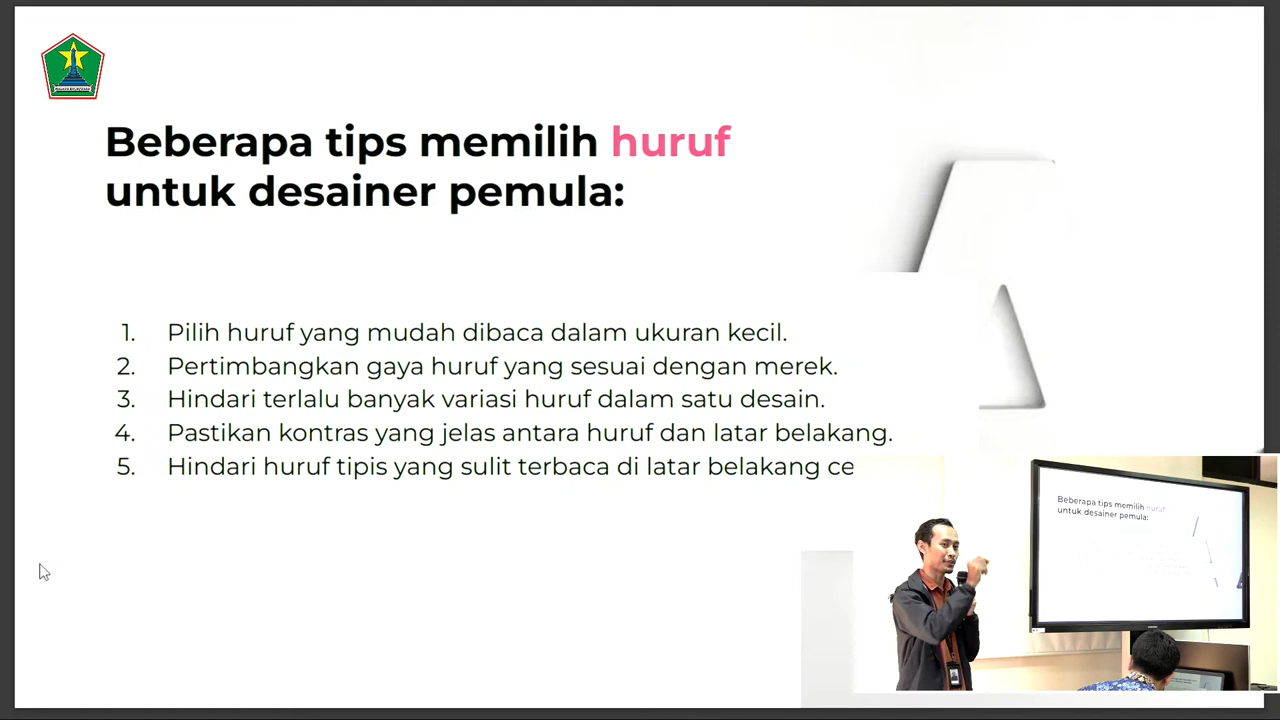 Beberapa tips memilih huruf
untuk desainer pemula:
1. Pilih huruf yang mudah dibaca dalam ukuran kecil.
2. Pertimbangkan gaya huruf yang sesuai dengan merek.
3. Hindari terlalu banyak variasi huruf dalam satu desain.
4. Pastikan kontras yang jelas antara huruf dan latar belakang.
5. Hindari huruf tipis yang sulit terbaca di latar belakang ce
Beberapa tips memilih huruf
untuk desainer pemula: